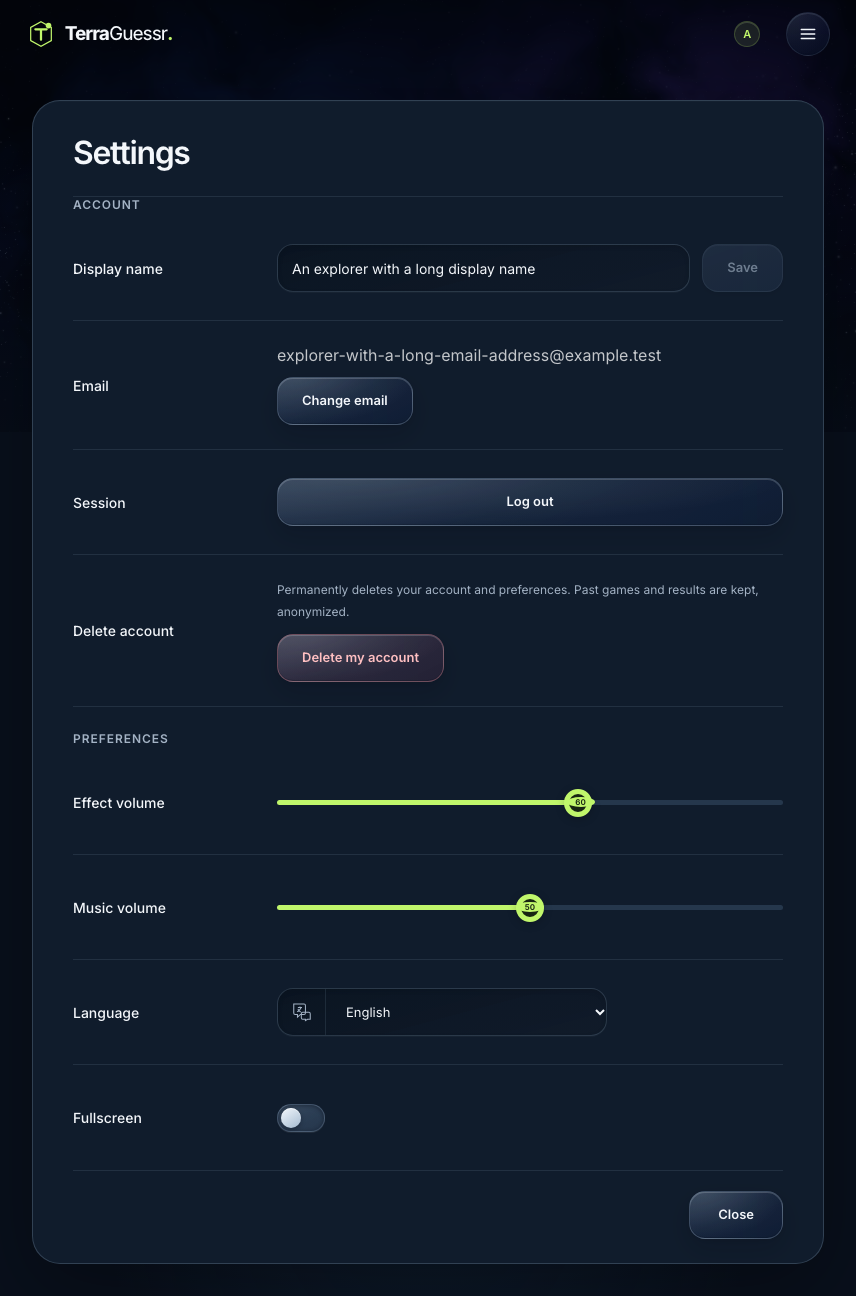 TerraGuessr.
A
Settings
ACCOUNT
Display name
An explorer with a long display name
Save
Email
explorer-with-a-long-email-address@example.test
Change email
Session
Log out
Delete account
Permanently deletes your account and preferences. Past games and results are kept,
anonymized.
Delete my account
PREFERENCES
Effect volume
60
Music volume
50
Language
English
Fullscreen
Close